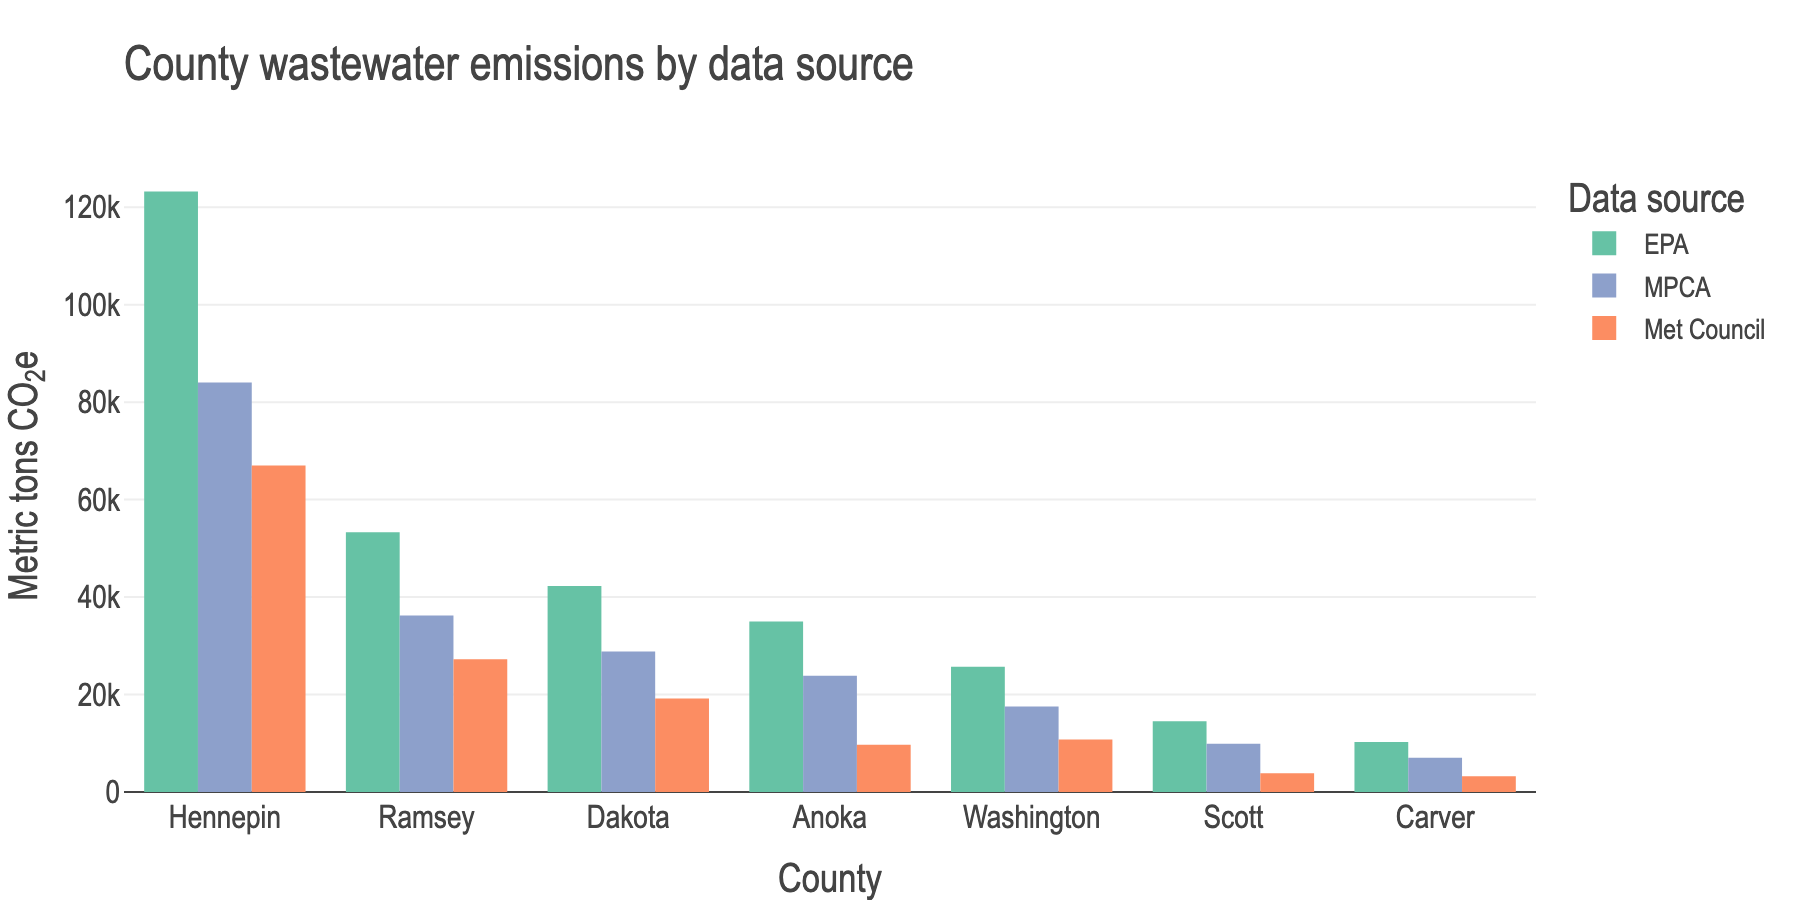 County wastewater emissions by data source
Data source
EPA
MPCA
Met Council
Metric tons CO₂e
120k
100k
80k
60k
40k
20k
0
Hennepin Ramsey Dakota Anoka Washington Scott Carver
County